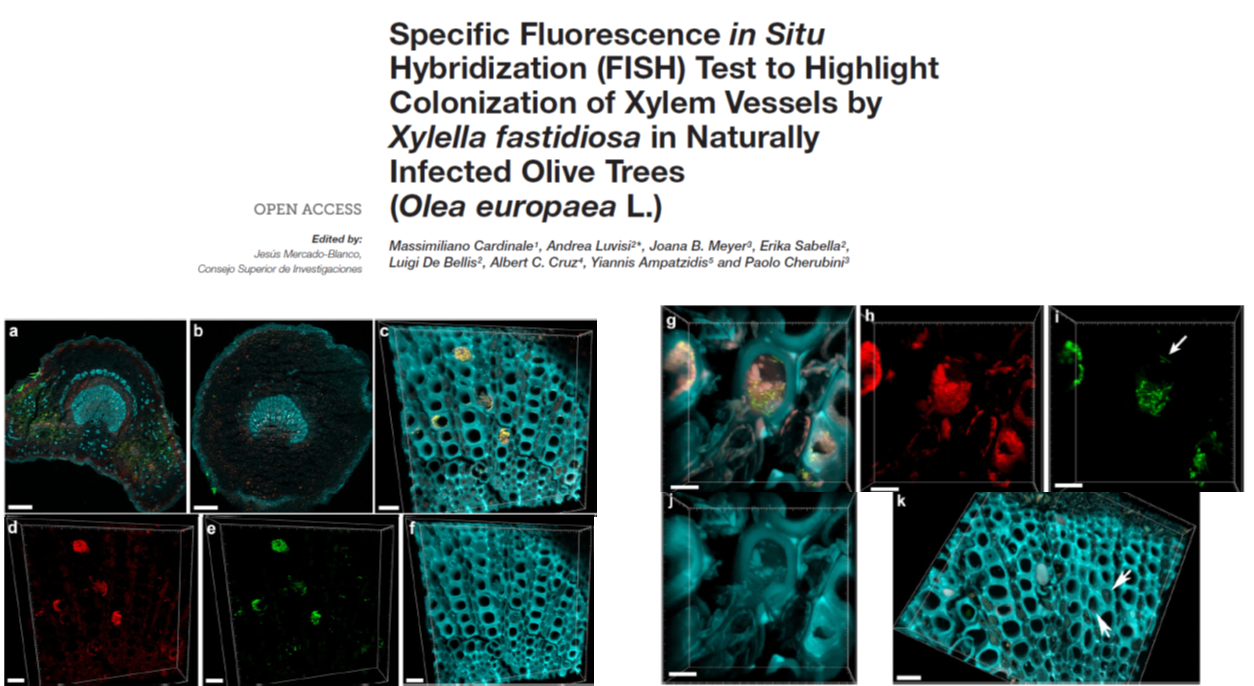 Specific Fluorescence in Situ
Hybridization (FISH) Test to Highlight
Colonization of Xylem Vessels by
Xylella fastidiosa in Naturally
Infected Olive Trees
(Olea europaea L.)
OPEN ACCESS
Edited by:
Jesús Mercado-Blanco,
Consejo Superior de Investigaciones
Massimiliano Cardinale¹, Andrea Luvisi²*, Joana B. Meyer³, Erika Sabella²,
Luigi De Bellis², Albert C. Cruz⁴, Yiannis Ampatzidis⁵ and Paolo Cherubini³
a
b
c
d
e
f
g
h
i
j
k